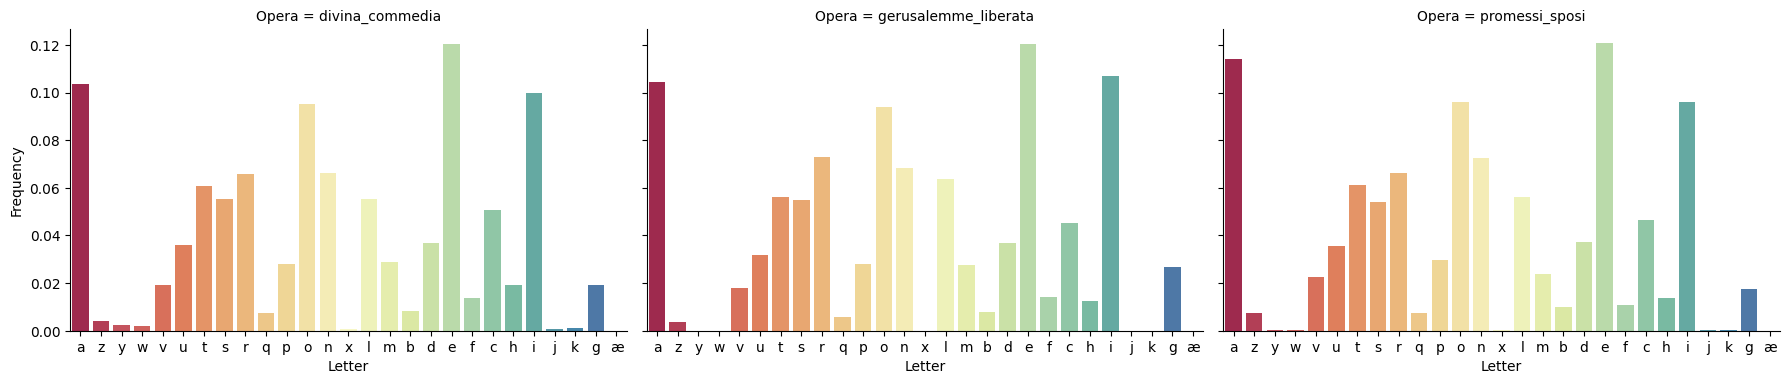 Opera = divina_commedia
Opera = gerusalemme_liberata
Opera = promessi_sposi
Frequency
0.12
0.10
0.08
0.06
0.04
0.02
0.00
a z y w v u t s r q p o n x l m b d e f c h i j k g æ
a z y w v u t s r q p o n x l m b d e f c h i j k g æ
a z y w v u t s r q p o n x l m b d e f c h i j k g æ
Letter
Letter
Letter